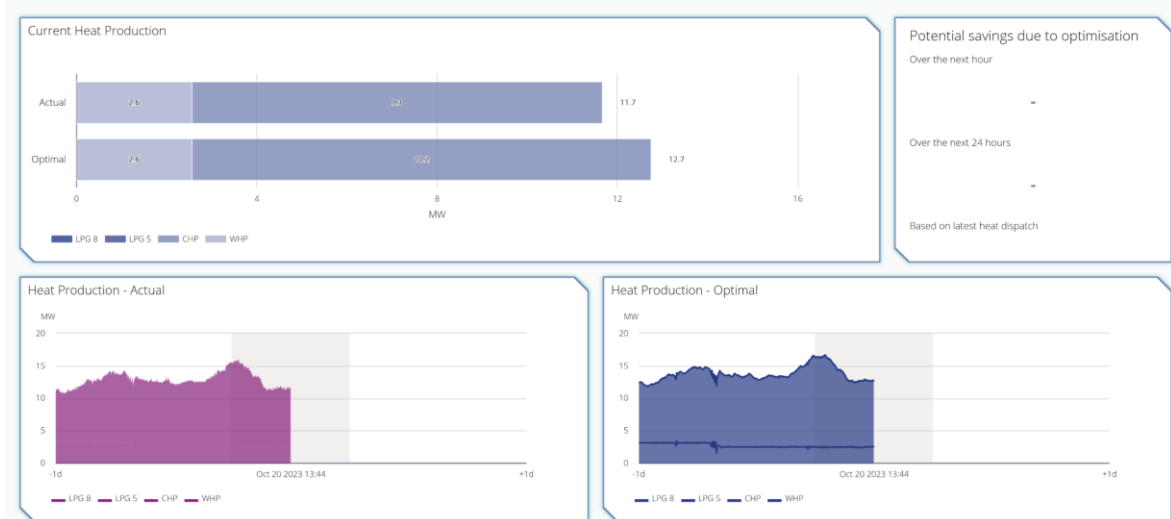 Current Heat Production
Actual
2.6
9.1
11.7
Optimal
2.6
10.2
12.7
0 4 8 12 16
MW
LPG 8 LPG 5 CHP WHP
Potential savings due to optimisation
Over the next hour
-
Over the next 24 hours
-
Based on latest heat dispatch
Heat Production - Actual
MW
20
15
10
5
0
-1d Oct 20 2023 13:44 +1d
LPG 8 LPG 5 CHP WHP
Heat Production - Optimal
MW
20
15
10
5
0
-1d Oct 20 2023 13:44 +1d
LPG 8 LPG 5 CHP WHP